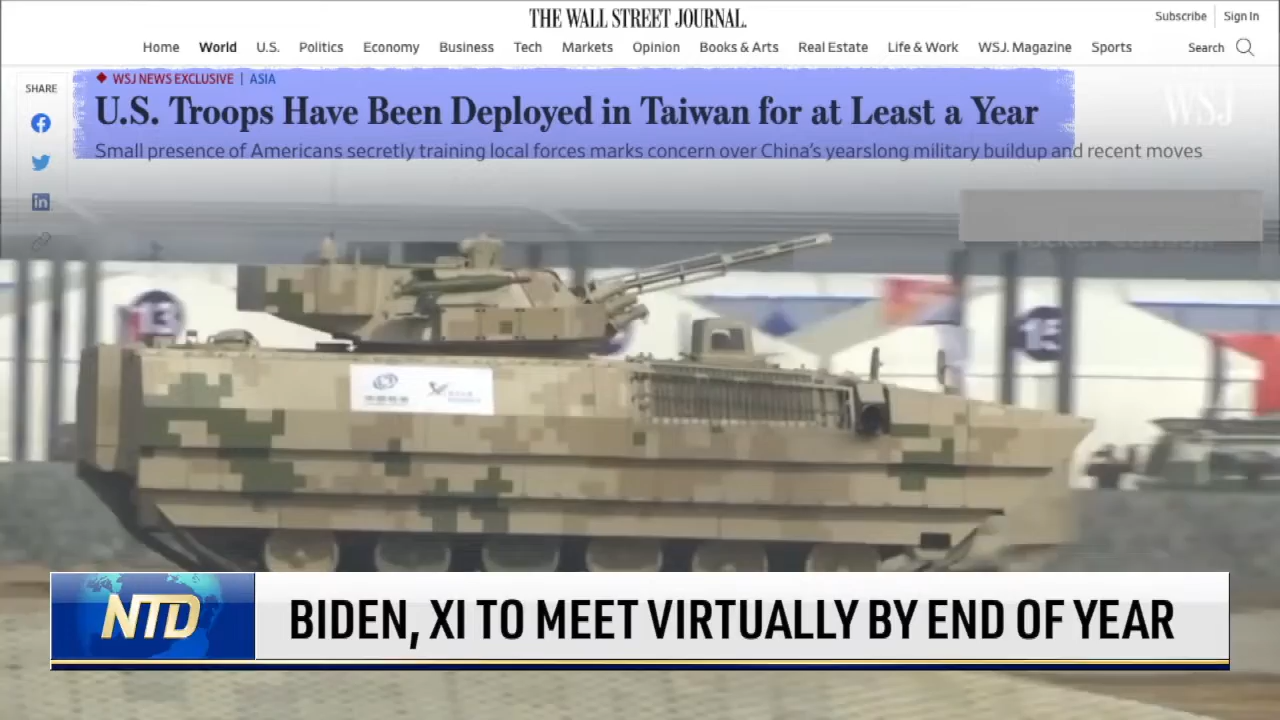 THE WALL STREET JOURNAL.
Subscribe
Sign In
Home World U.S. Politics Economy Business Tech Markets Opinion Books & Arts Real Estate Life & Work WSJ. Magazine Sports
Search
SHARE
WSJ NEWS EXCLUSIVE | ASIA
U.S. Troops Have Been Deployed in Taiwan for at Least a Year
WSJ
Small presence of Americans secretly training local forces marks concern over China's yearslong military buildup and recent moves
13
15
NTD
BIDEN, XI TO MEET VIRTUALLY BY END OF YEAR